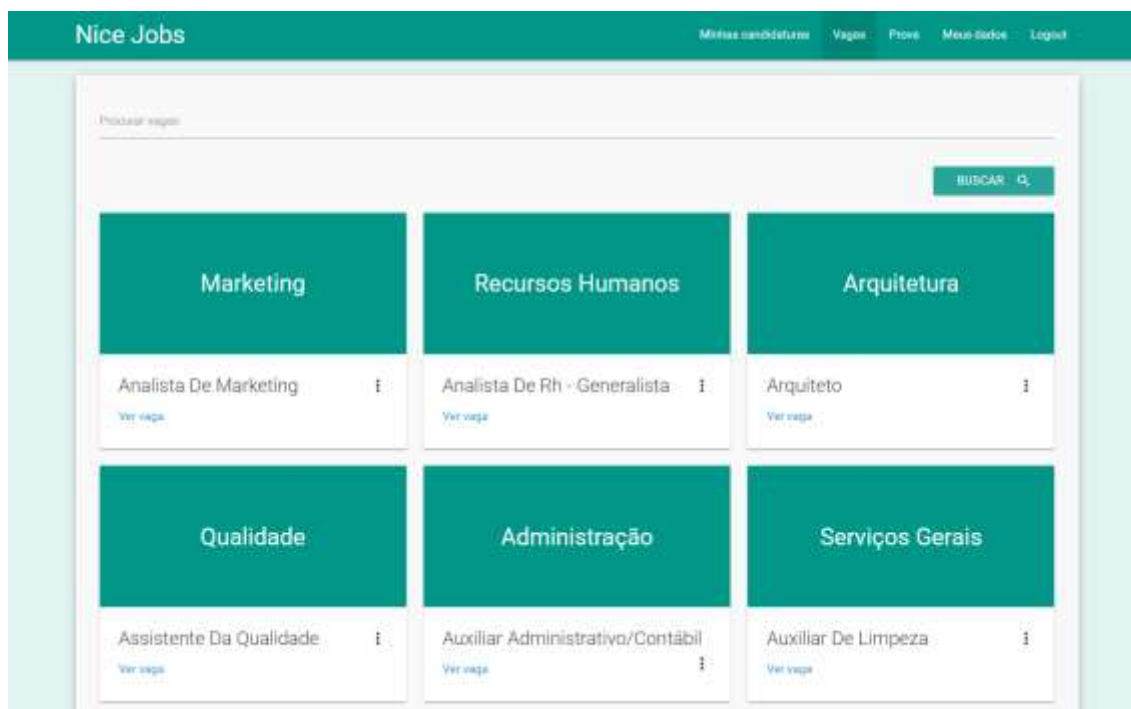 Nice Jobs
Minhas candidaturas Vagas Prova Meus dados Logout
Procurar vagas
BUSCAR
Marketing Recursos Humanos Arquitetura
Analista De Marketing Analista De Rh - Generalista Arquiteto
Ver vaga Ver vaga Ver vaga
Qualidade Administração Serviços Gerais
Assistente Da Qualidade Auxiliar Administrativo/Contábil Auxiliar De Limpeza
Ver vaga Ver vaga Ver vaga